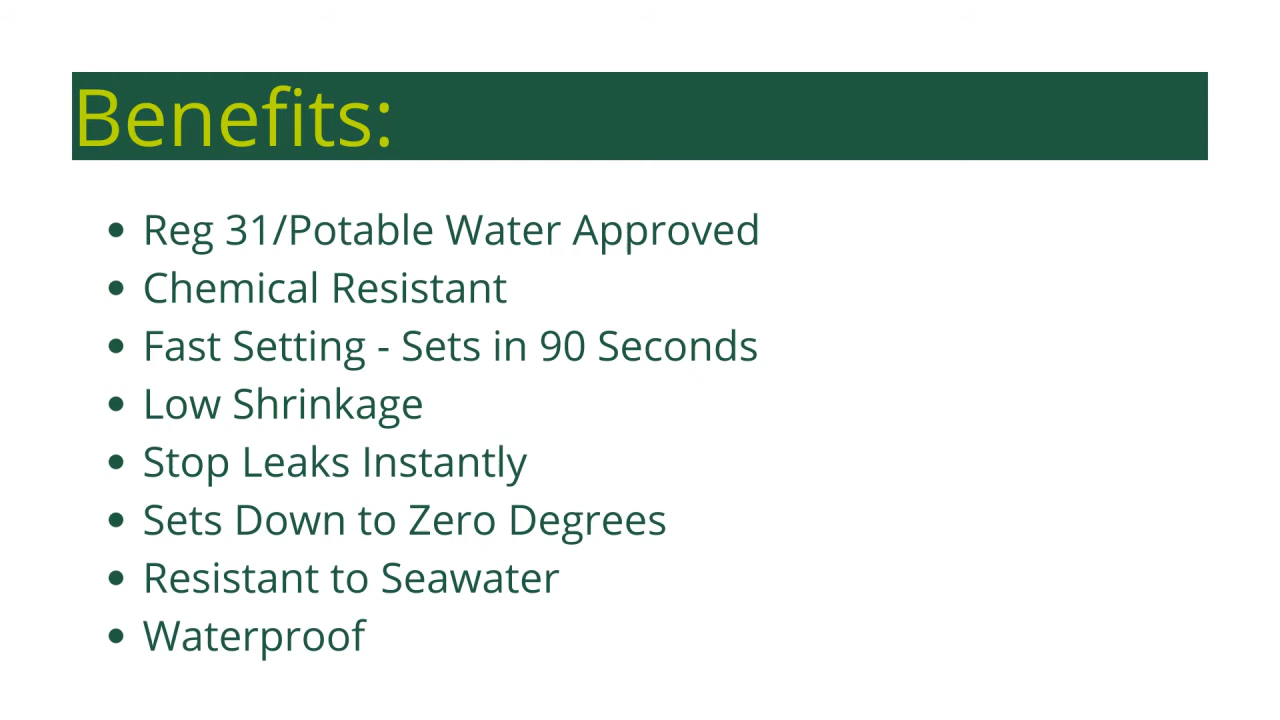 Benefits:
• Reg 31/Potable Water Approved
• Chemical Resistant
• Fast Setting - Sets in 90 Seconds
• Low Shrinkage
• Stop Leaks Instantly
• Sets Down to Zero Degrees
• Resistant to Seawater
• Waterproof